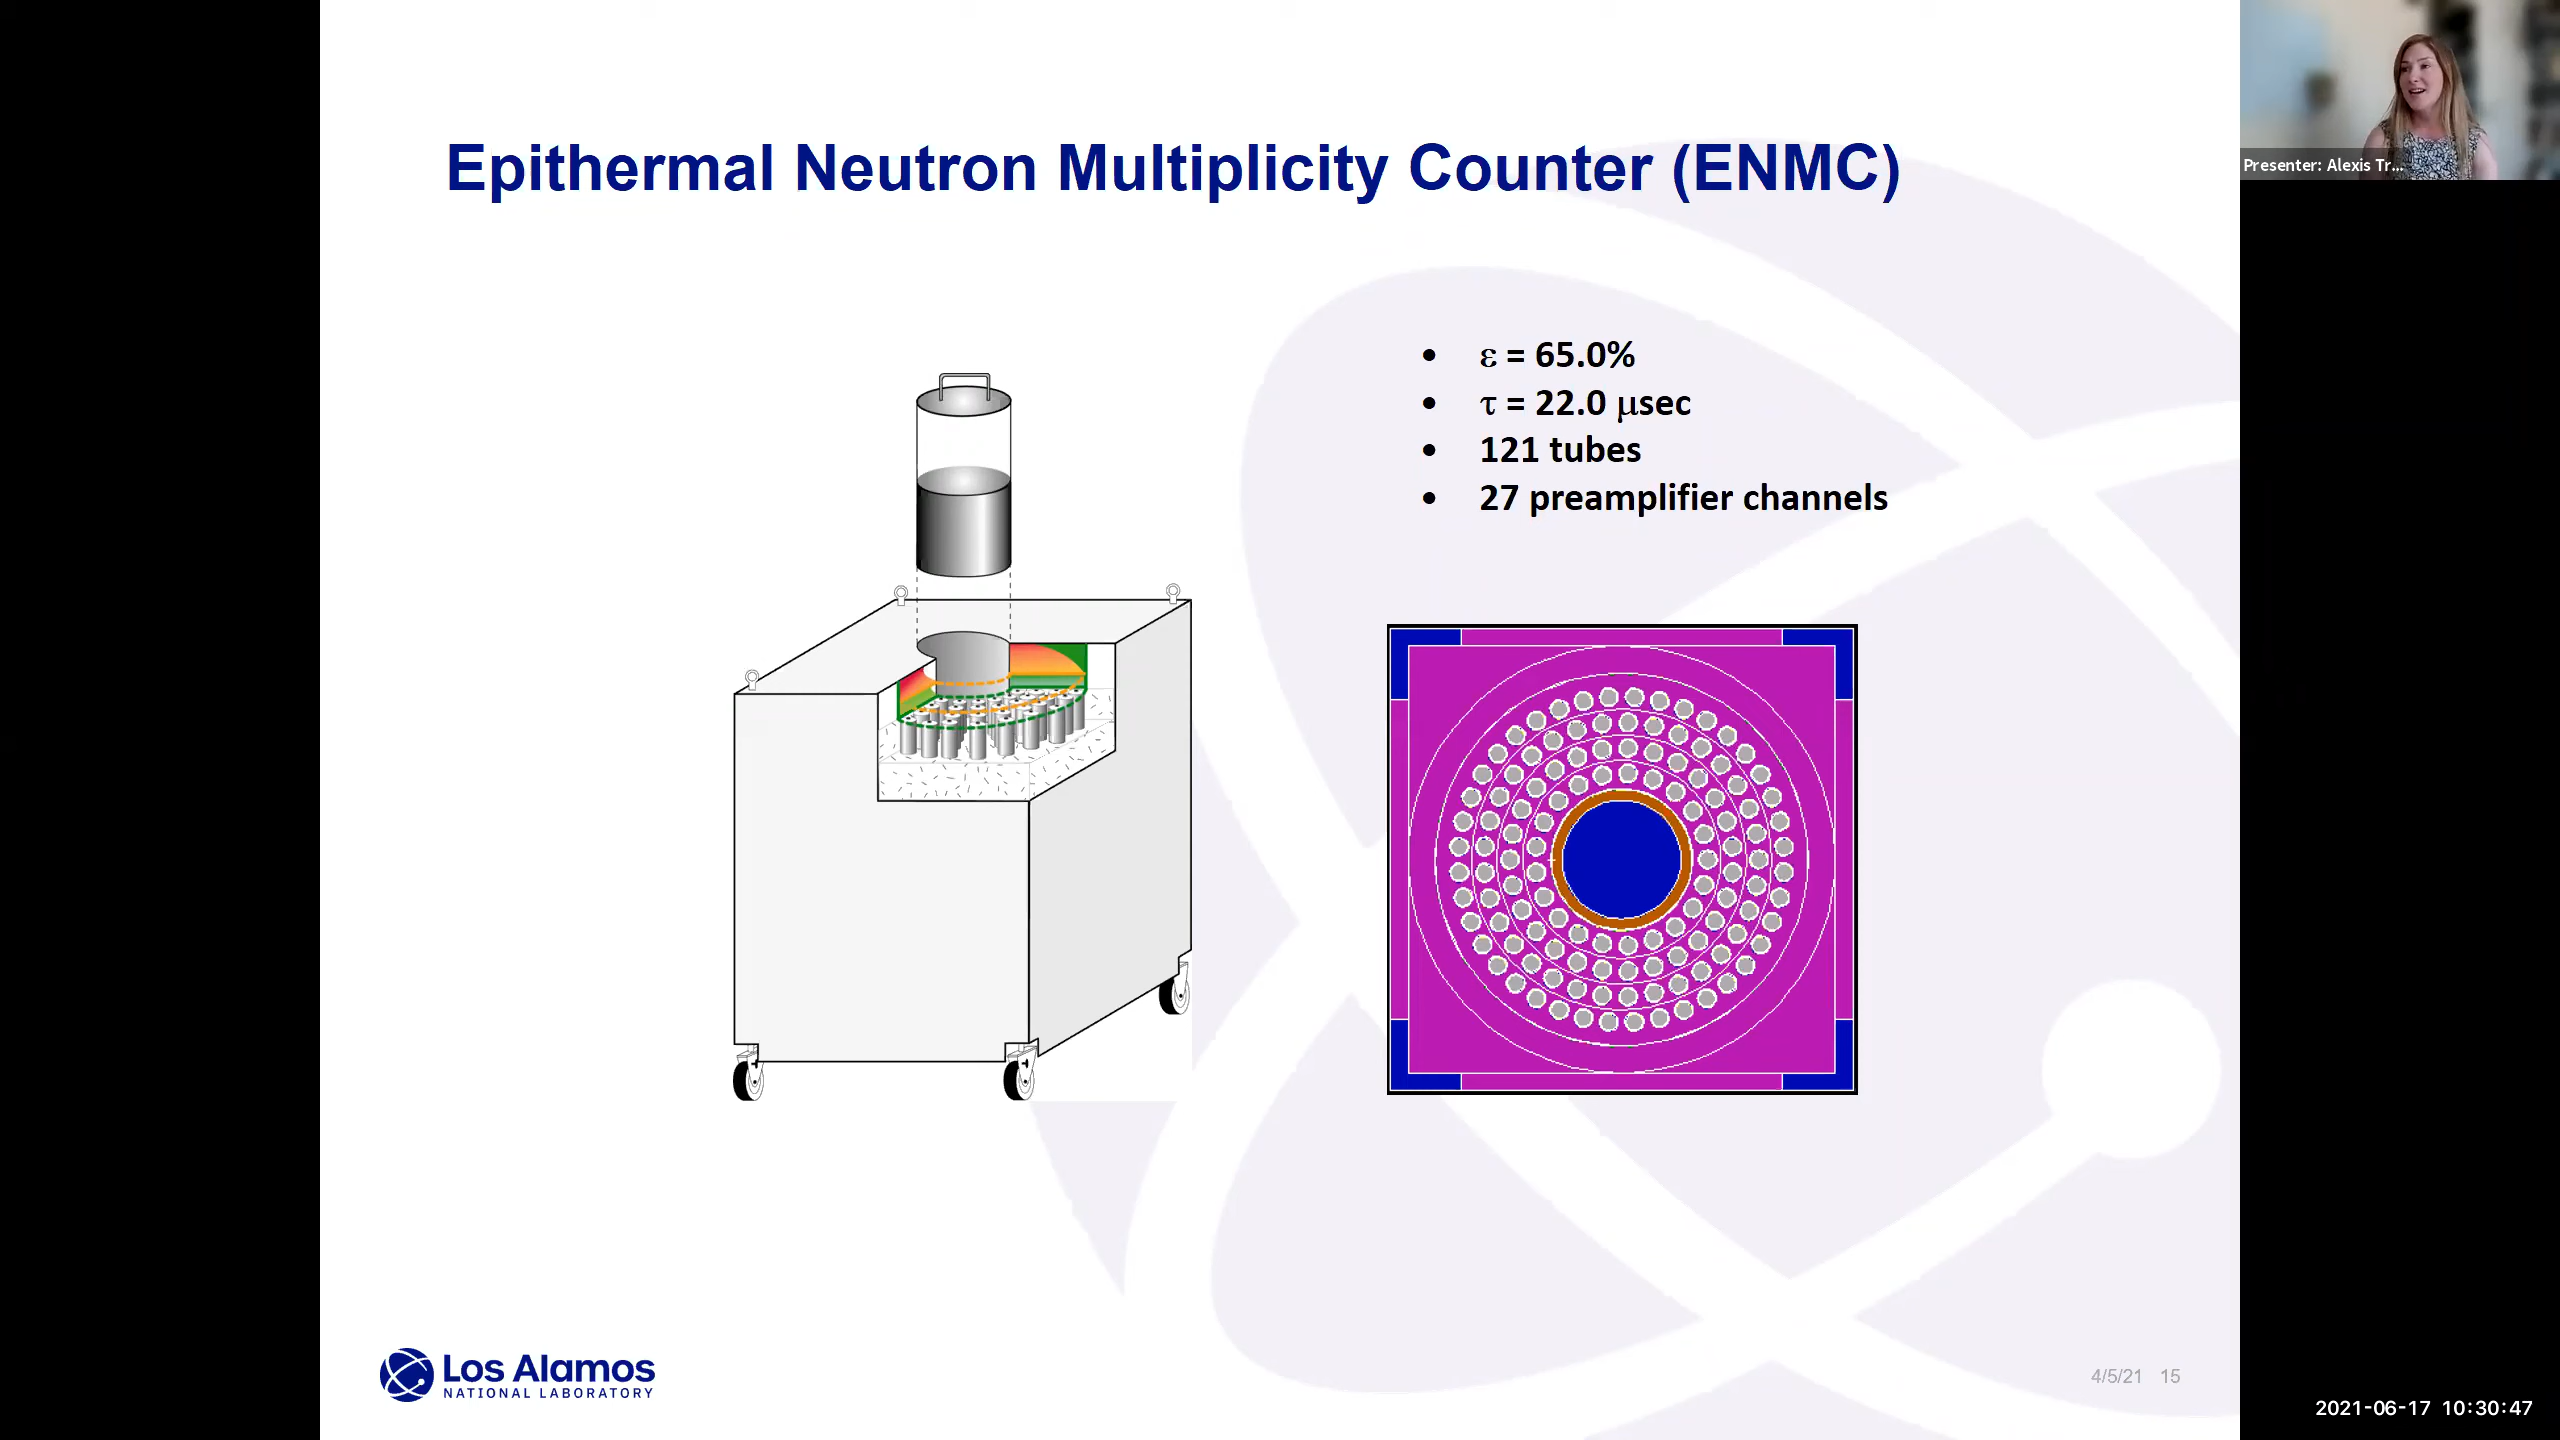 Epithermal Neutron Multiplicity Counter (ENMC)
Presenter: Alexis Tr...
• ε = 65.0%
• τ = 22.0 μsec
• 121 tubes
• 27 preamplifier channels
Los Alamos
NATIONAL LABORATORY
4/5/21 15
2021-06-17 10:30:47